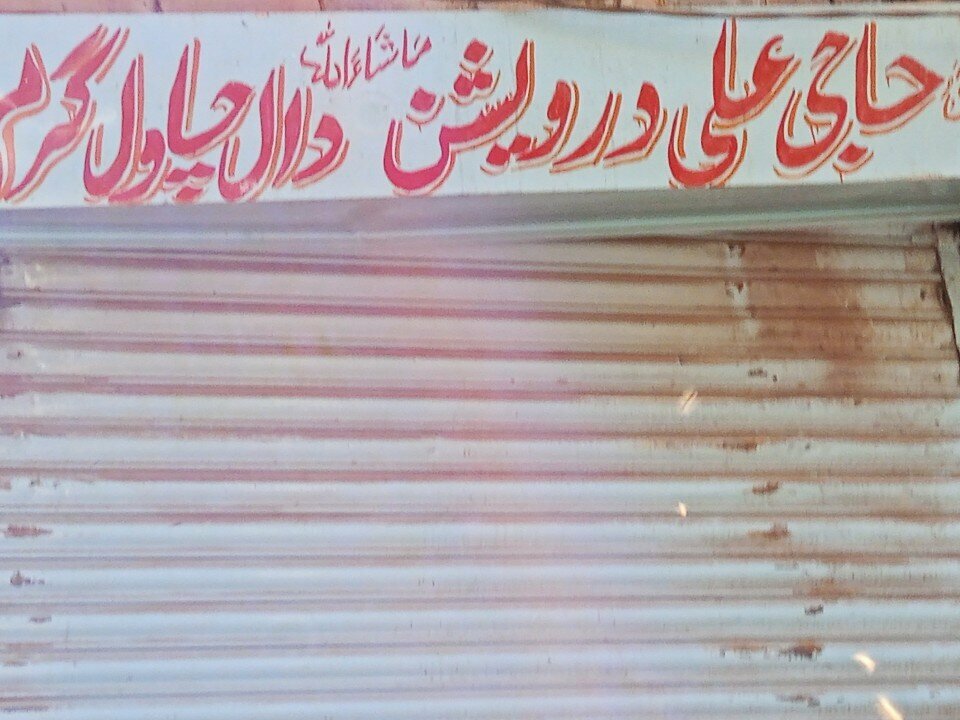 حاجی علی درویش دال چاول گرم
ماشاءاللہ